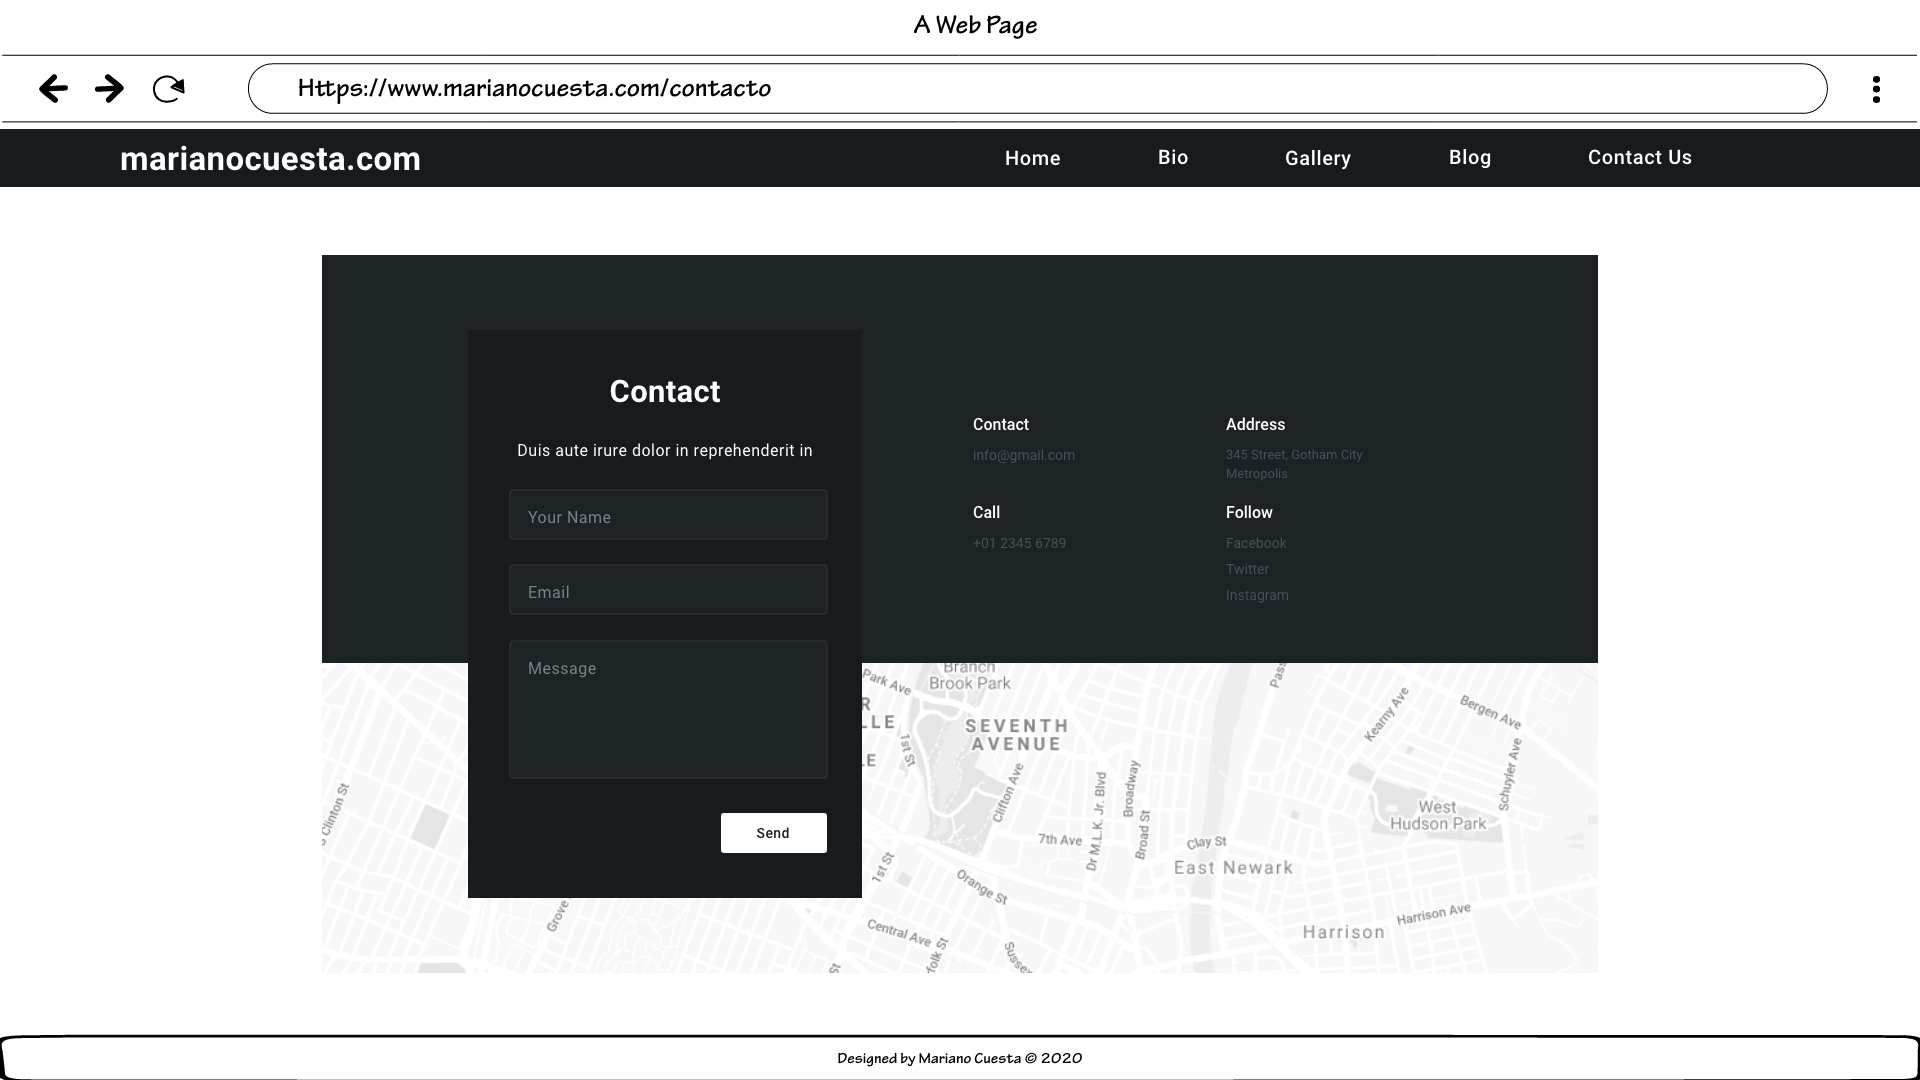 A Web Page
Https://www.marianocuesta.com/contacto
marianocuesta.com
Home
Bio
Gallery
Blog
Contact Us
Contact
Duis aute irure dolor in reprehenderit in
Your Name
Email
Message
Send
Contact
info@gmail.com
Address
345 Street, Gotham City
Metropolis
Call
+01 2345 6789
Follow
Facebook
Twitter
Instagram
Branch
Brook Park
Park Ave
SEVENTH
AVENUE
1st St
Clifton Ave
Dr M.L.K. Jr. Blvd
Broadway
Broad St
7th Ave
Clay St
East Newark
Kearny Ave
Bergen Ave
Schuyler Ave
West
Hudson Park
Clinton St
1st St
Orange St
Grove
Central Ave
Harrison Ave
Harrison
Designed by Mariano Cuesta © 2020